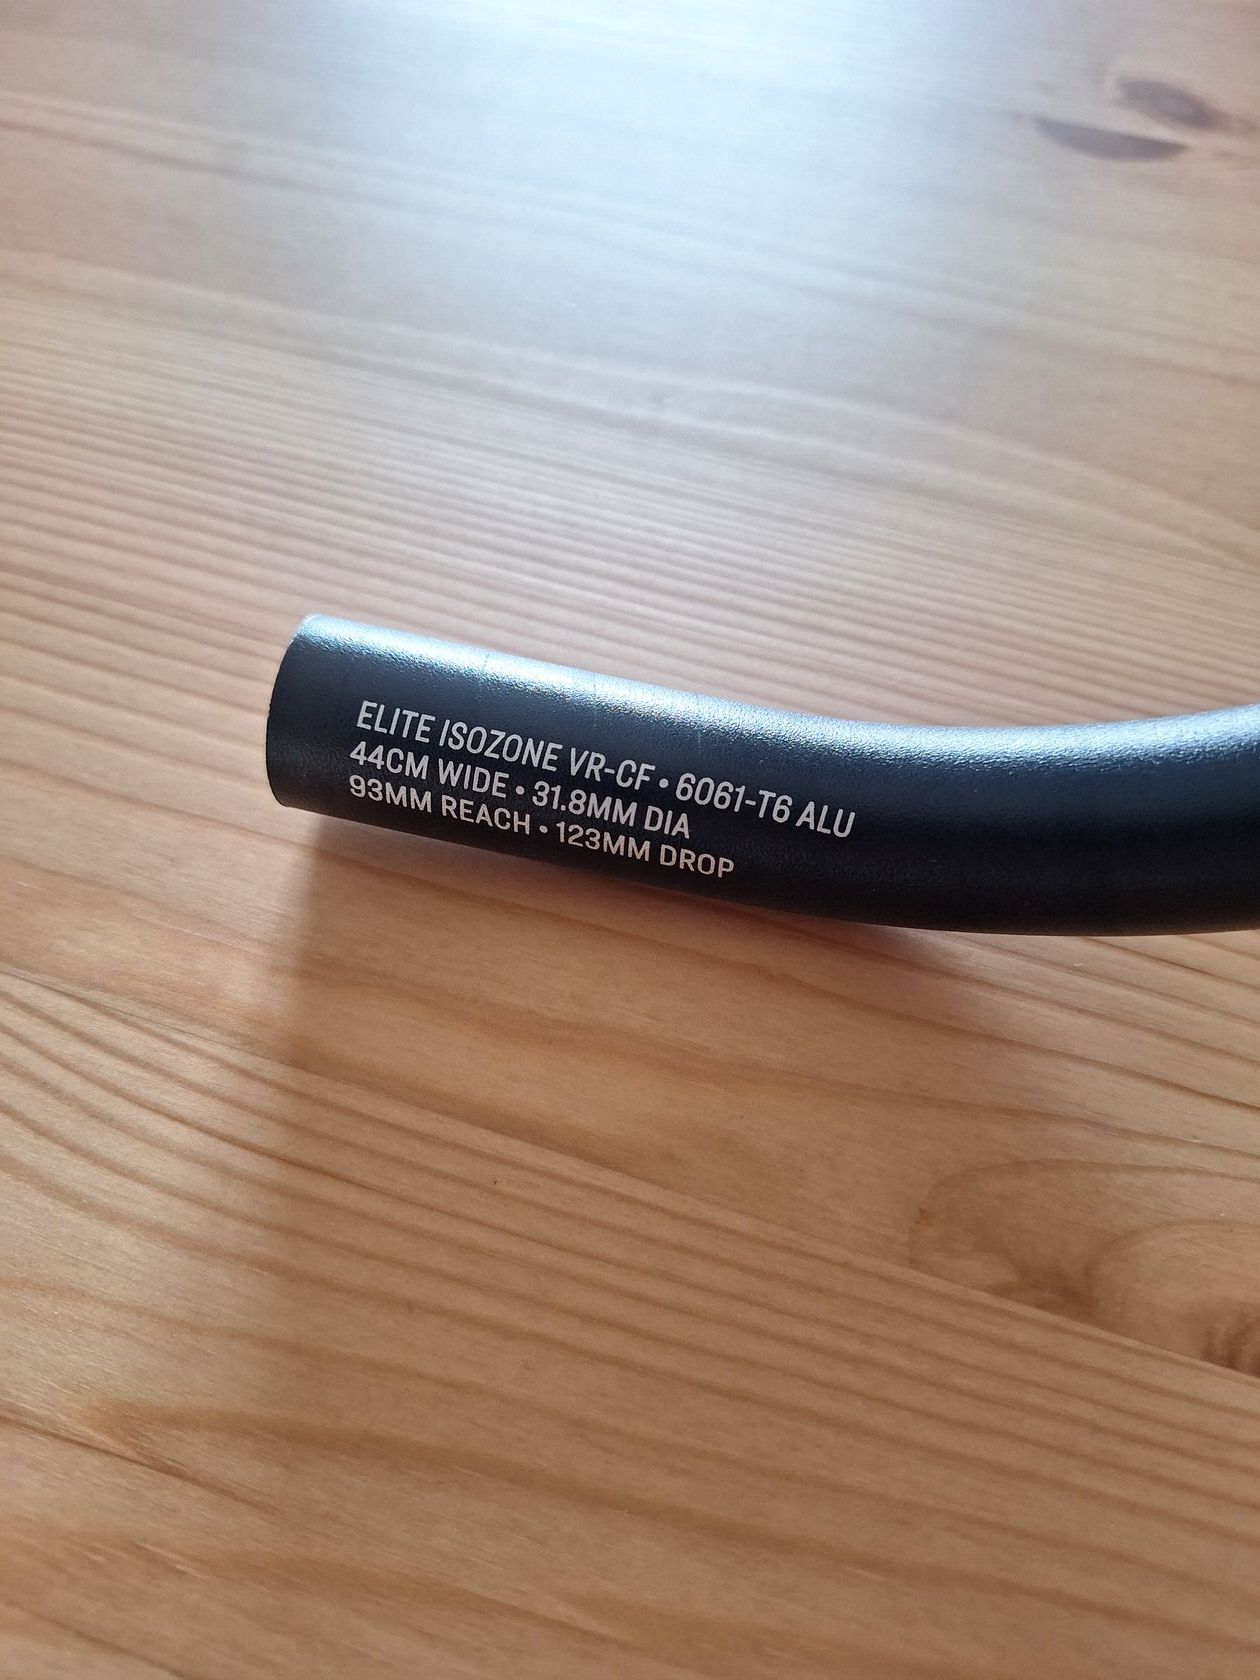 ELITE ISOZONE VR-CF • 6061-T6 ALU
44CM WIDE • 31.8MM DIA
93MM REACH • 123MM DROP